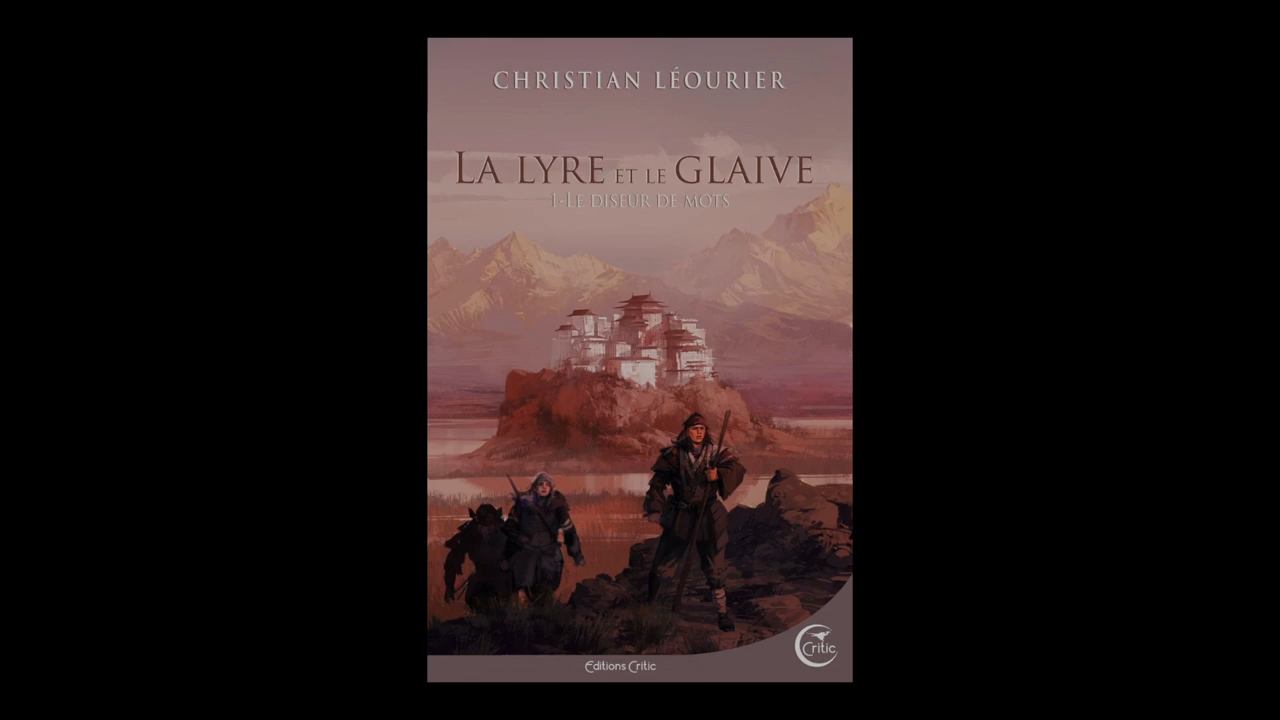 CHRISTIAN LÉOURIER
LA LYRE ET LE GLAIVE
1-LE DISEUR DE MOTS
Critic
Editions Critic